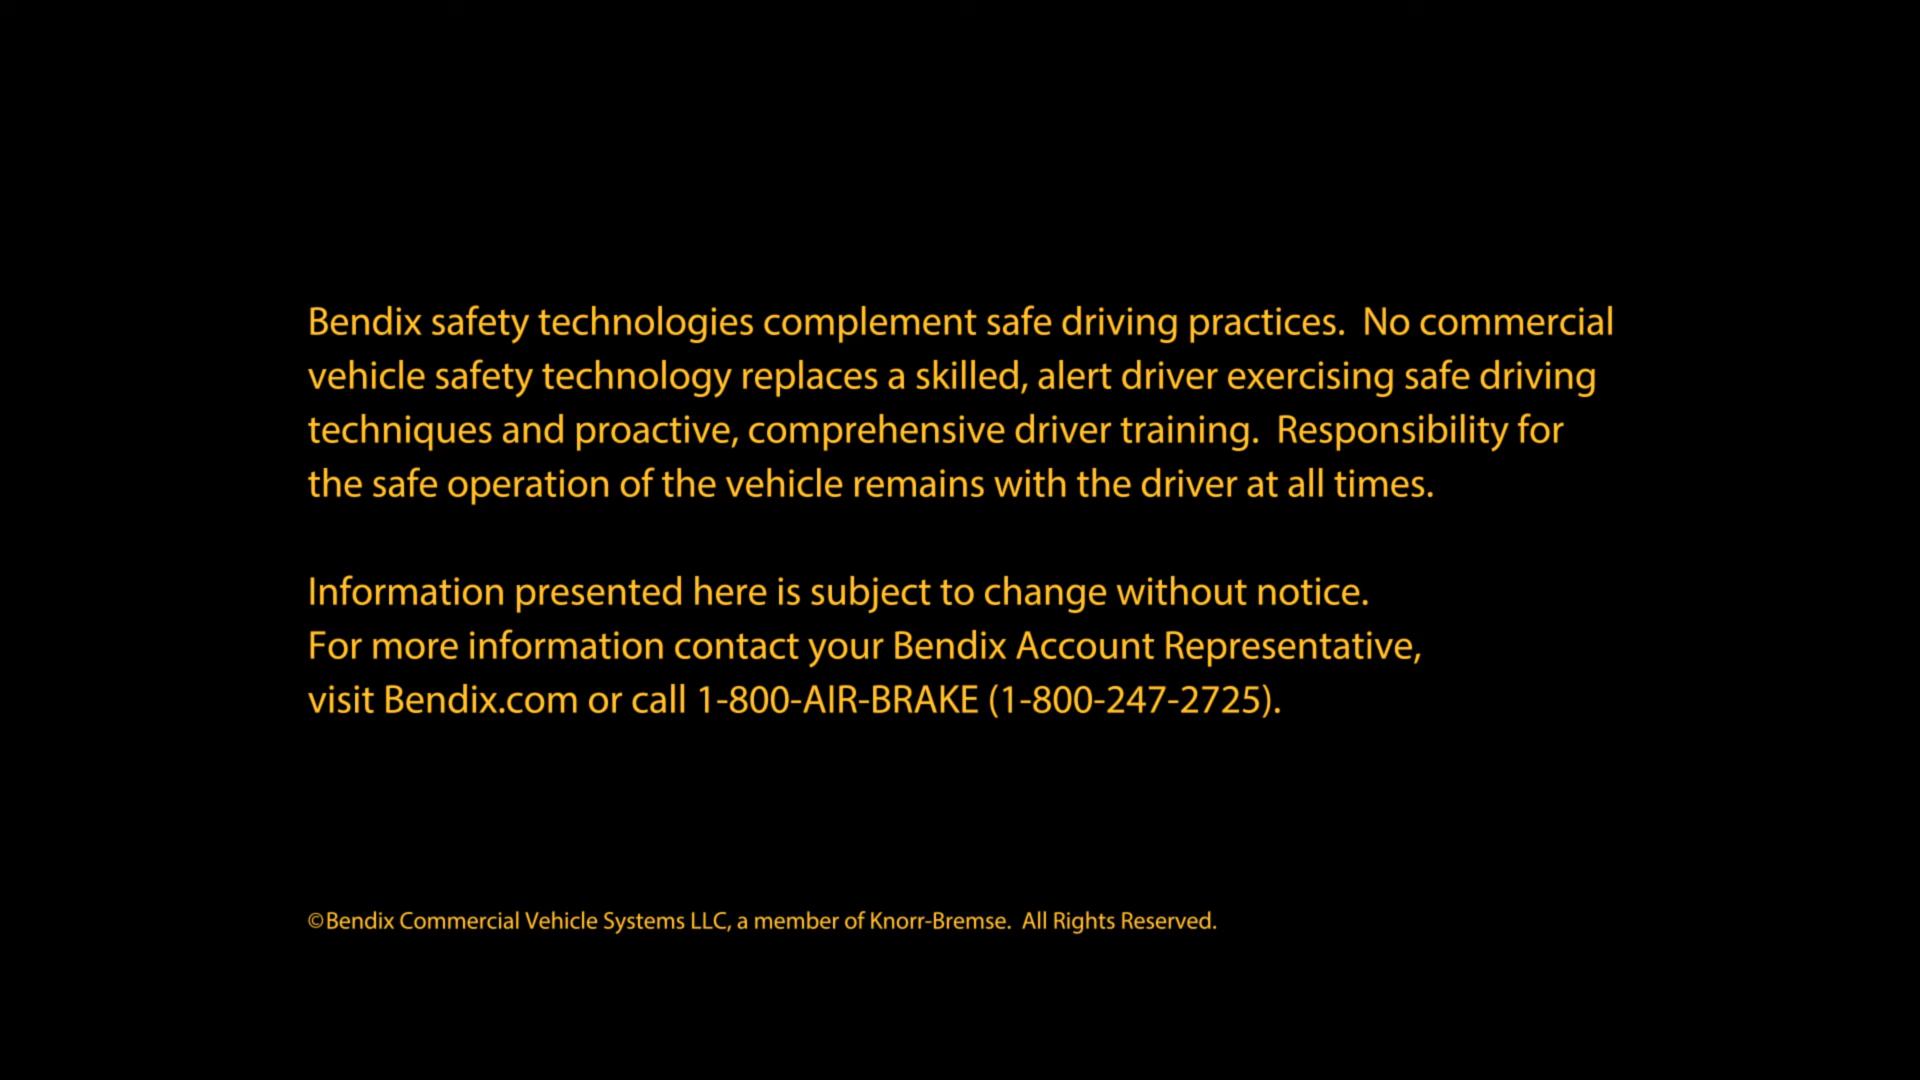 Bendix safety technologies complement safe driving practices.  No commercial
vehicle safety technology replaces a skilled, alert driver exercising safe driving
techniques and proactive, comprehensive driver training.  Responsibility for
the safe operation of the vehicle remains with the driver at all times.
Information presented here is subject to change without notice.
For more information contact your Bendix Account Representative,
visit Bendix.com or call 1-800-AIR-BRAKE (1-800-247-2725).
©Bendix Commercial Vehicle Systems LLC, a member of Knorr-Bremse.  All Rights Reserved.